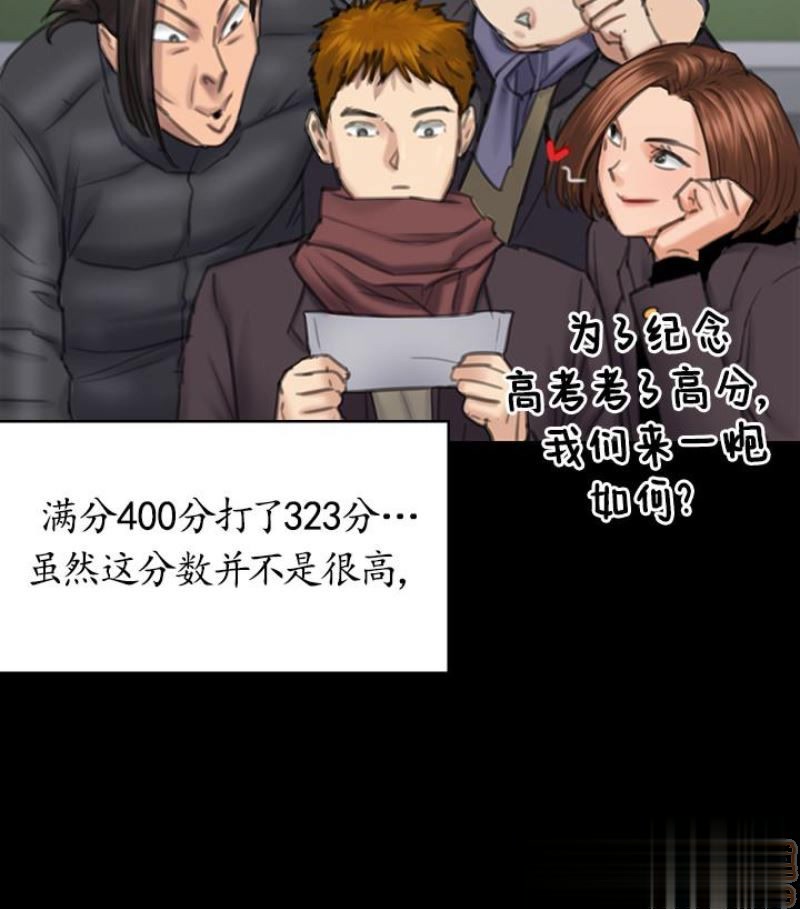 为了纪念
高考考了高分,
我们来一炮
如何?
满分400分打了323分…
虽然这分数并不是很高,